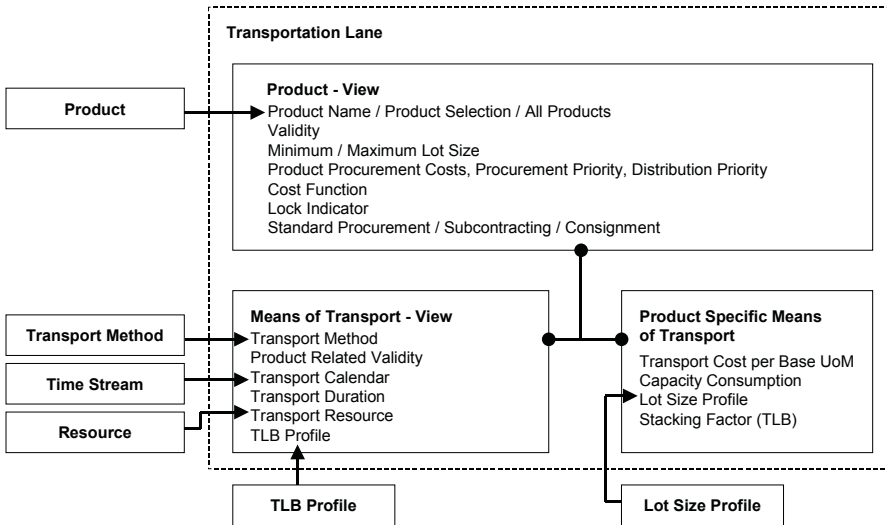 Transportation Lane
Product - View
Product Name / Product Selection / All Products
Validity
Minimum / Maximum Lot Size
Product Procurement Costs, Procurement Priority, Distribution Priority
Cost Function
Lock Indicator
Standard Procurement / Subcontracting / Consignment
Product
Means of Transport - View
Transport Method
Product Related Validity
Transport Calendar
Transport Duration
Transport Resource
TLB Profile
Product Specific Means
of Transport
Transport Cost per Base UoM
Capacity Consumption
Lot Size Profile
Stacking Factor (TLB)
Transport Method
Time Stream
Resource
TLB Profile
Lot Size Profile